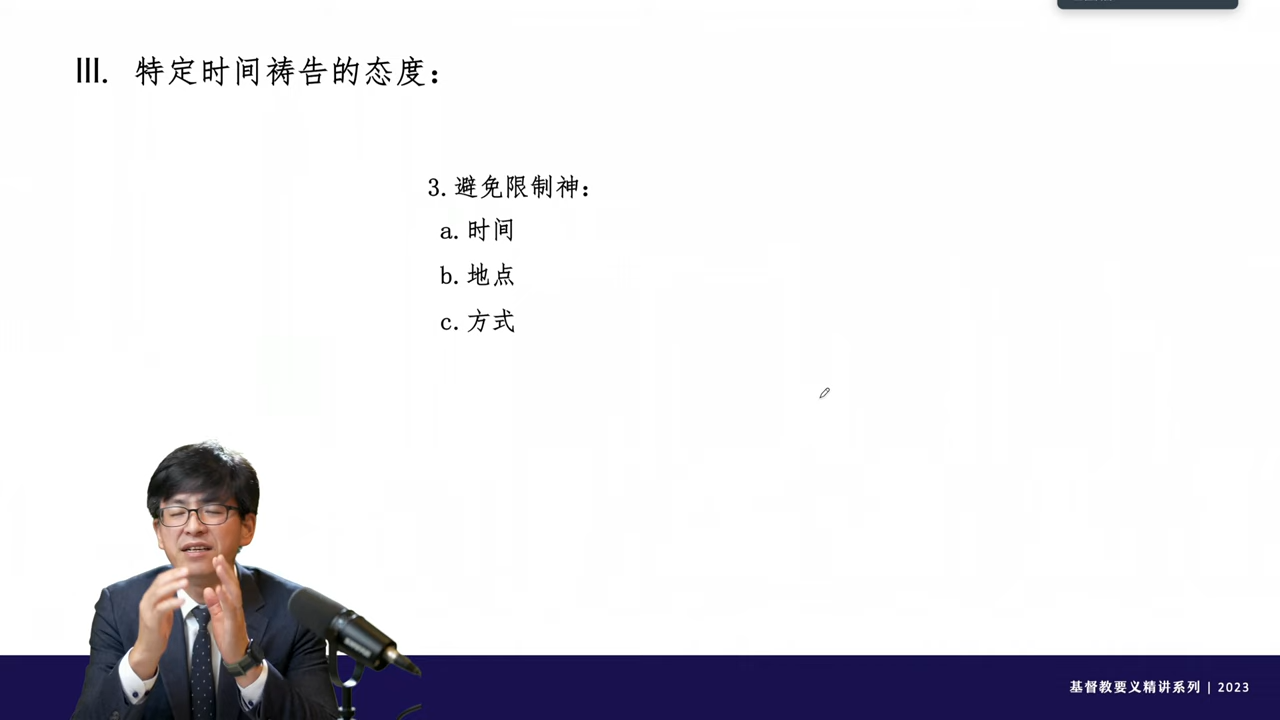 III. 特定时间祷告的态度：
3. 避免限制神：
a. 时间
b. 地点
c. 方式
基督教要义精讲系列 | 2023